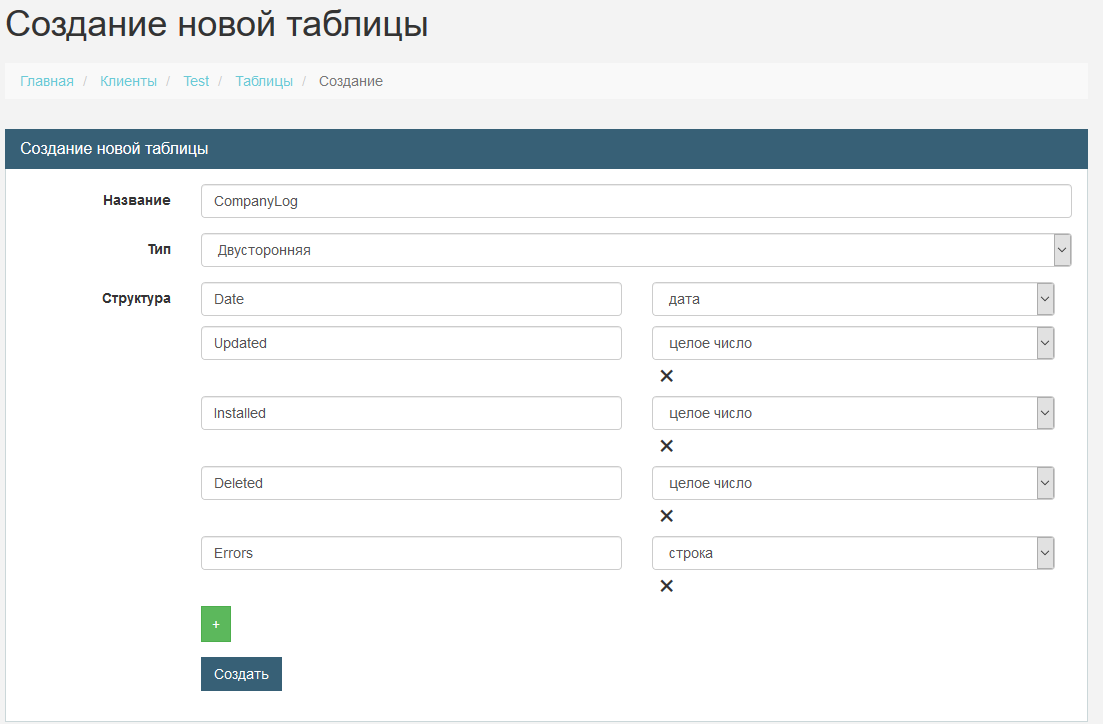 Создание новой таблицы
Главная / Клиенты / Test / Таблицы / Создание
Создание новой таблицы
Название CompanyLog
Тип Двусторонняя
Структура Date дата
Updated целое число
Installed целое число
Deleted целое число
Errors строка
+
Создать